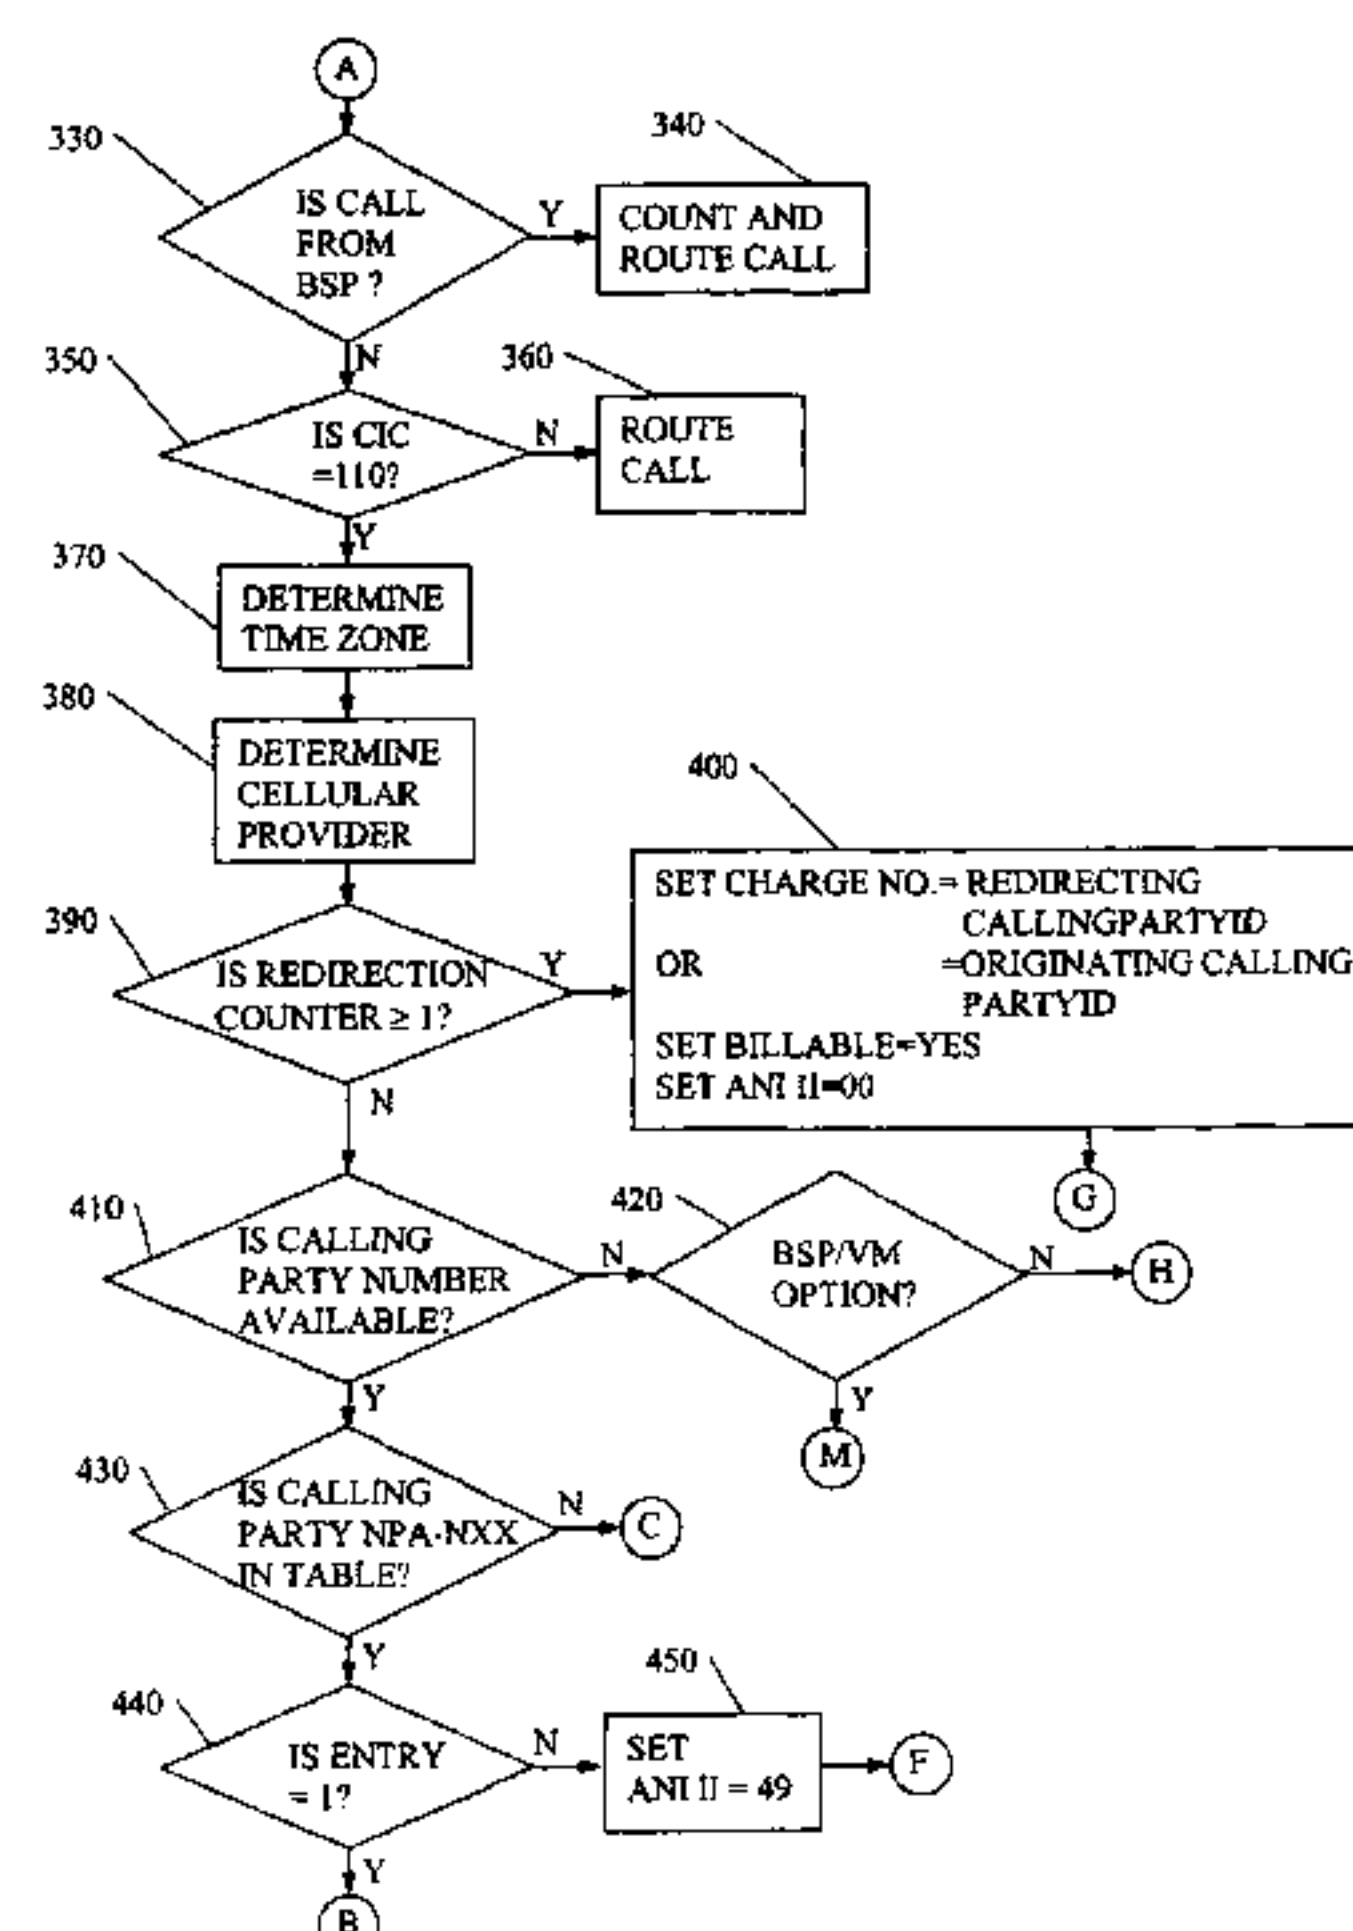 A
330
340
IS CALL
FROM
BSP ?
Y
COUNT AND
ROUTE CALL
N
350
360
IS CIC
=110?
N
ROUTE
CALL
Y
370
DETERMINE
TIME ZONE
380
DETERMINE
CELLULAR
PROVIDER
400
390
IS REDIRECTION
COUNTER ≥ 1?
Y
SET CHARGE NO.= REDIRECTING
CALLINGPARTYID
OR =ORIGINATING CALLING
PARTYID
SET BILLABLE=YES
SET ANI II=00
N
G
410
420
IS CALLING
PARTY NUMBER
AVAILABLE?
N
BSP/VM
OPTION?
N
H
Y
Y
M
430
IS CALLING
PARTY NPA-NXX
IN TABLE?
N
C
Y
450
440
IS ENTRY
= 1?
N
SET
ANI II = 49
F
Y
B